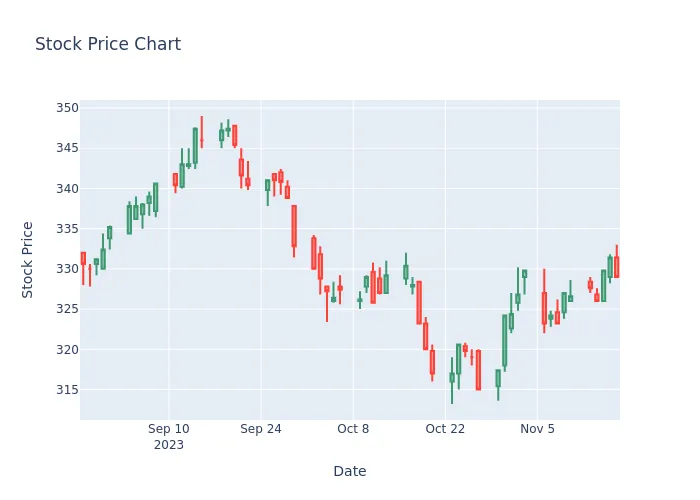 Stock Price Chart
350
345
340
335
330
325
320
315
Stock Price
Sep 10
2023
Sep 24
Oct 8
Oct 22
Nov 5
Date